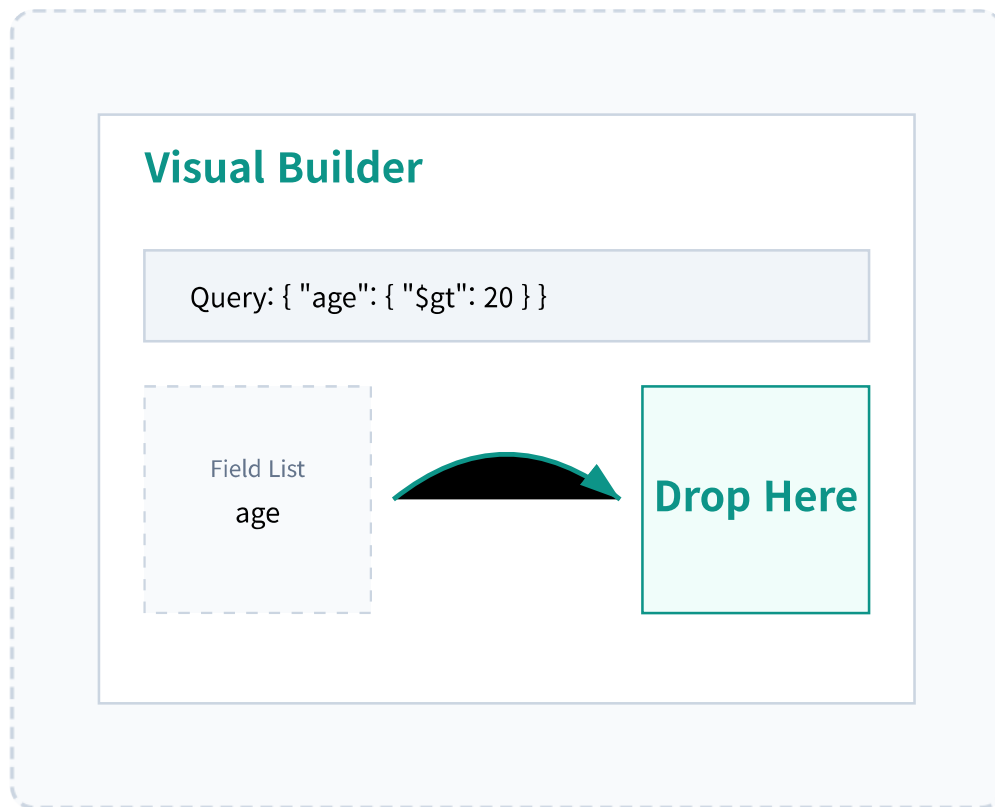 Visual Builder
Query: { "age": { "$gt": 20 } }
Field List
age
Drop Here